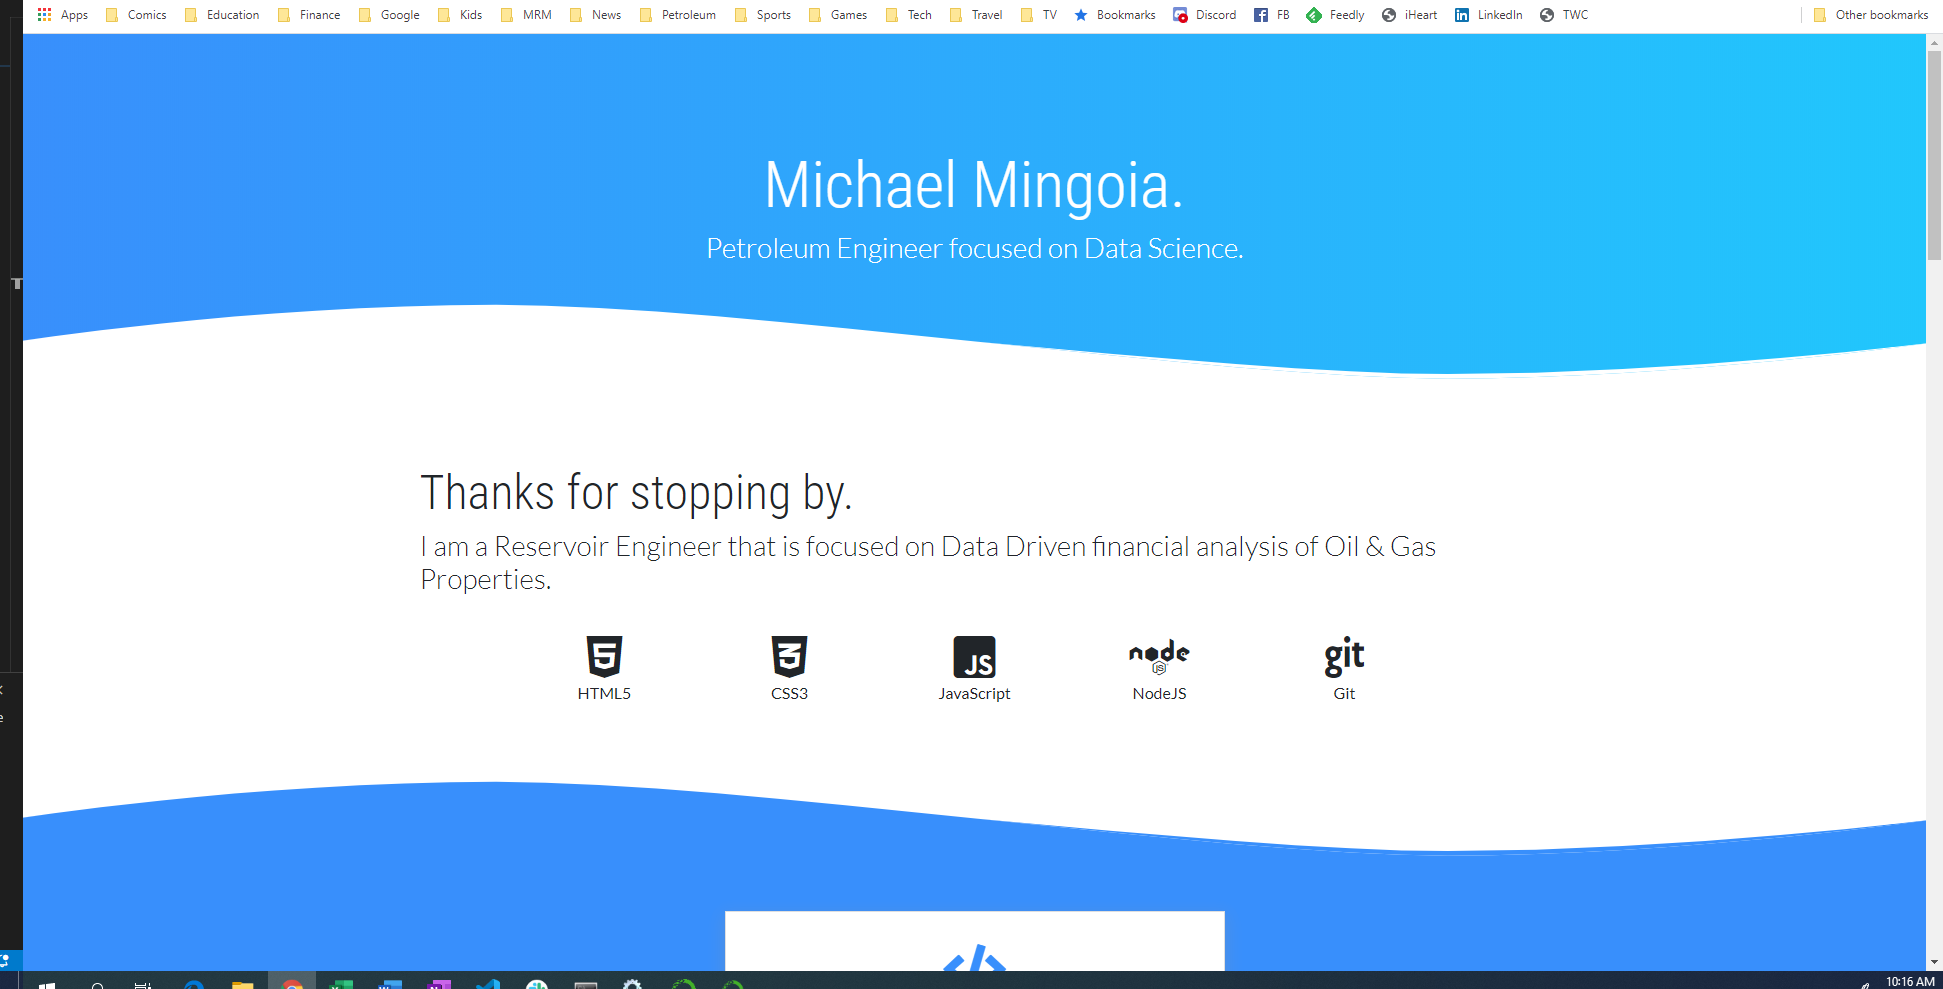 Apps Comics Education Finance Google Kids MRM News Petroleum Sports Games Tech Travel TV Bookmarks Discord FB Feedly iHeart LinkedIn TWC Other bookmarks
Michael Mingoia.
Petroleum Engineer focused on Data Science.
Thanks for stopping by.
I am a Reservoir Engineer that is focused on Data Driven financial analysis of Oil & Gas
Properties.
5 3 JS node JS git
HTML5 CSS3 JavaScript NodeJS Git
</>
10:16 AM